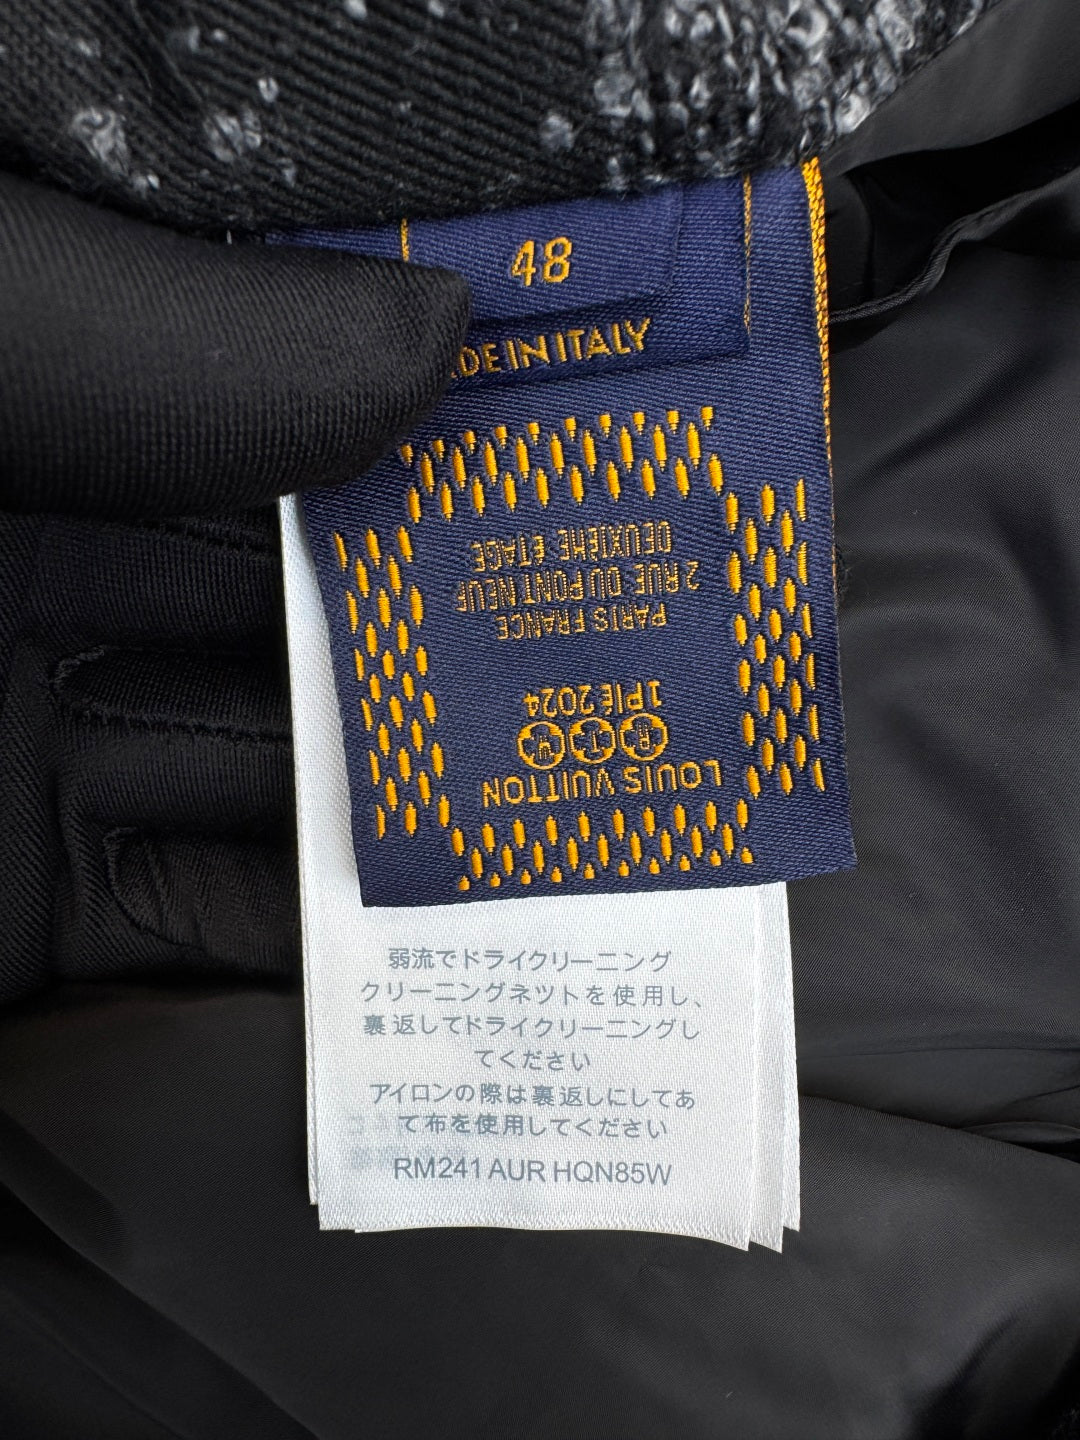 48
MADE IN ITALY
DEUXIÈME ÉTAGE
2 RUE DU PONT NEUF
PARIS FRANCE
1 Plé 2024
R T W
LOUIS VUITTON
弱流でドライクリーニング
クリーニングネツトを使用し、
裏返してドライクリーニングし
てください
アイロンの際は裏返しにしてあ
て布を使用してください
RM241 AUR HQN85W